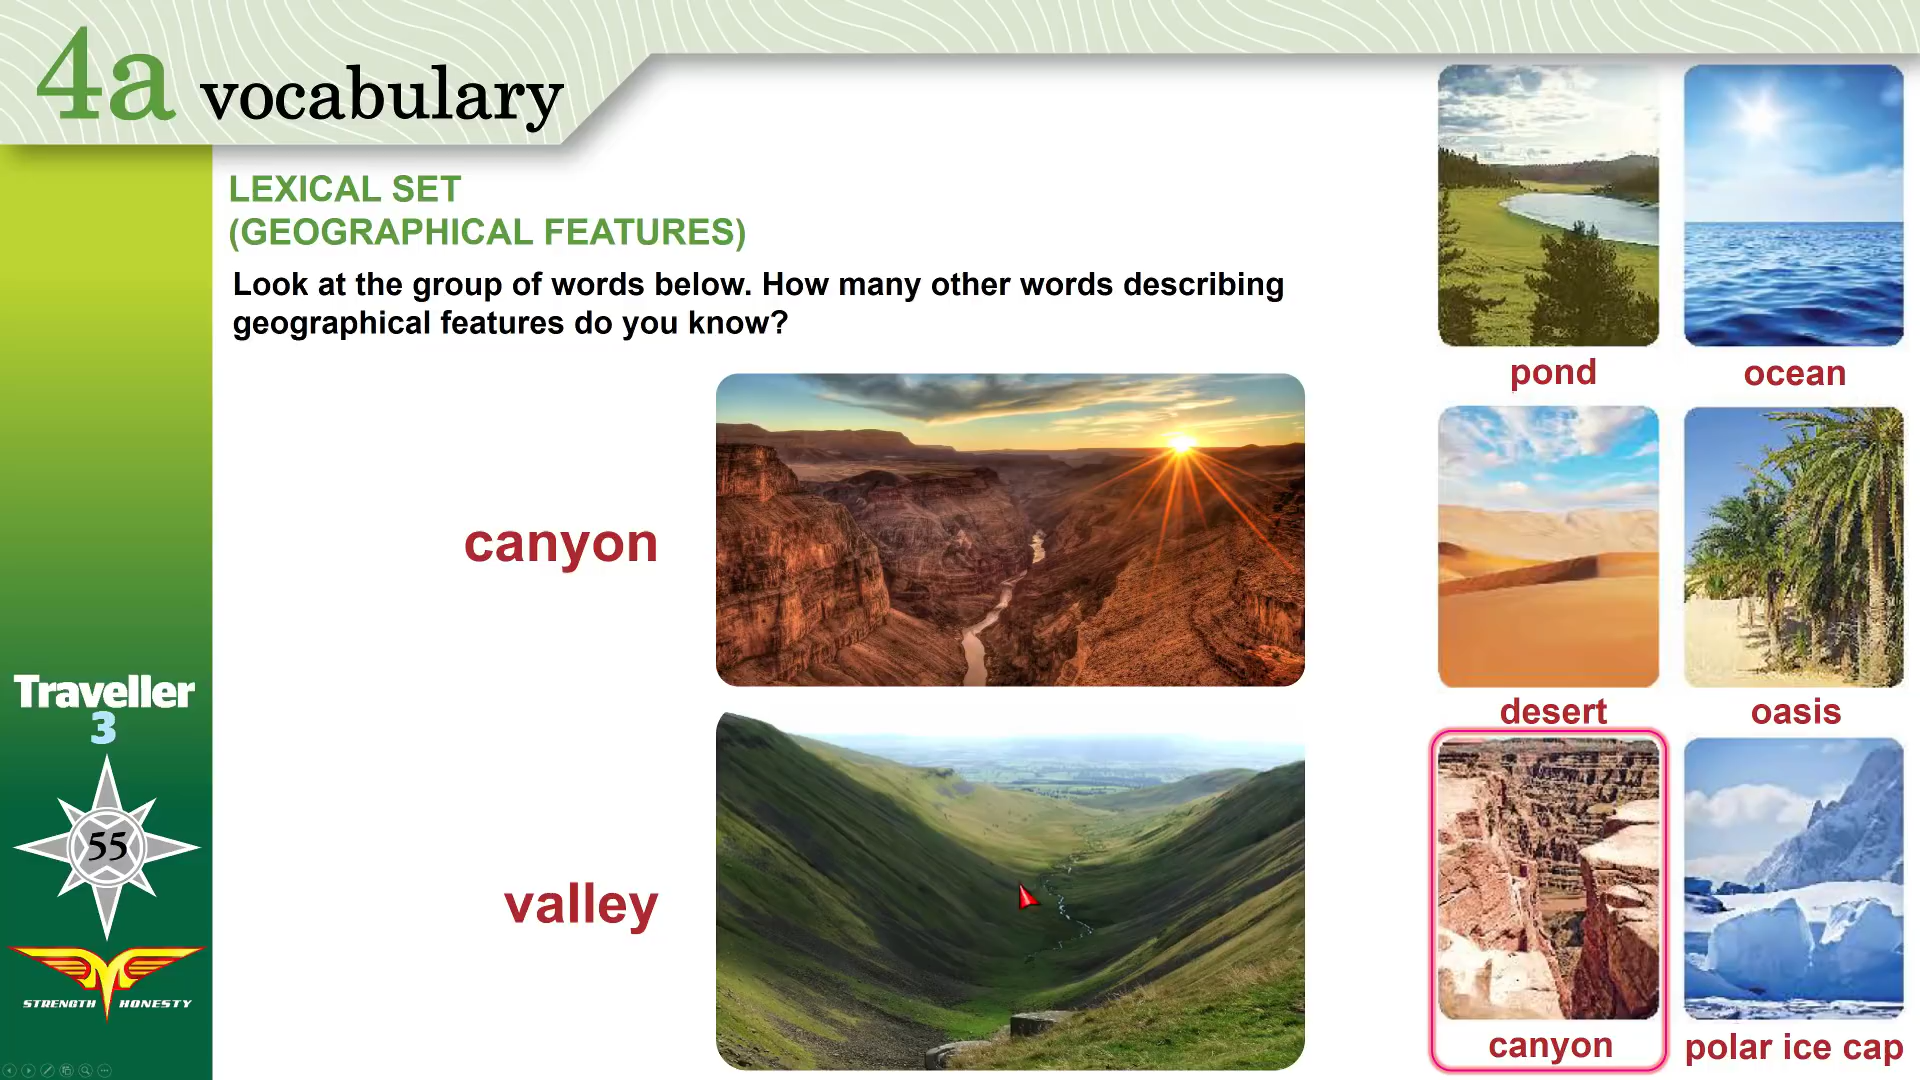 4a vocabulary
LEXICAL SET
(GEOGRAPHICAL FEATURES)
Look at the group of words below. How many other words describing
geographical features do you know?
canyon
valley
pond
ocean
desert
oasis
canyon
polar ice cap
Traveller
3
55
STRENGTH HONESTY